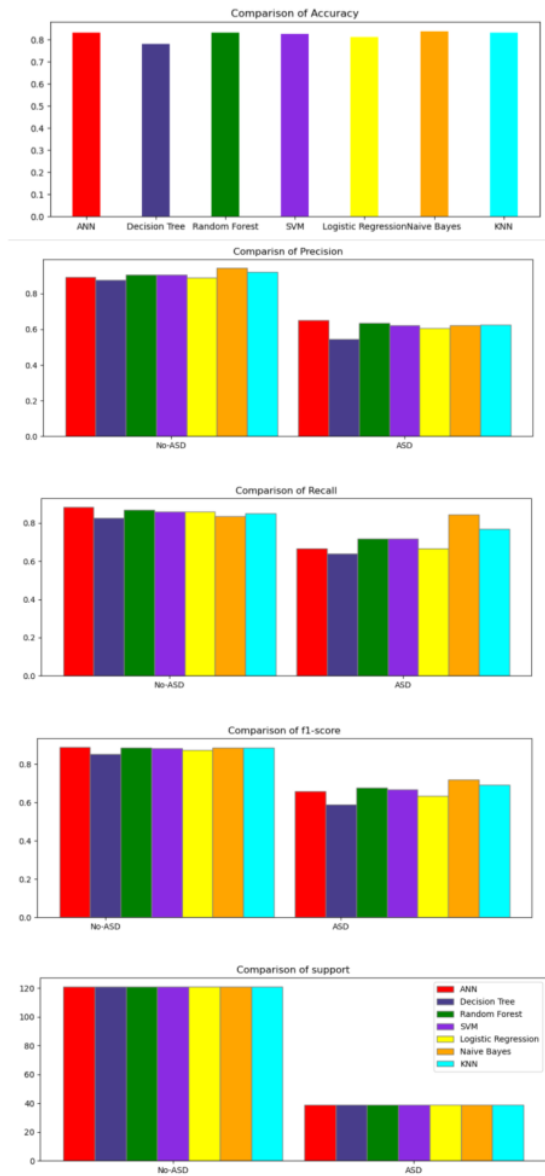 Comparison of Accuracy
0.8
0.7
0.6
0.5
0.4
0.3
0.2
0.1
0.0
ANN Decision Tree Random Forest SVM Logistic Regression Naive Bayes KNN
Comparisn of Precision
0.8
0.6
0.4
0.2
0.0
No-ASD ASD
Comparison of Recall
0.8
0.6
0.4
0.2
0.0
No-ASD ASD
Comparison of f1-score
0.8
0.6
0.4
0.2
0.0
No-ASD ASD
Comparison of support
120
100
80
60
40
20
0
ANN
Decision Tree
Random Forest
SVM
Logistic Regression
Naive Bayes
KNN
No-ASD ASD